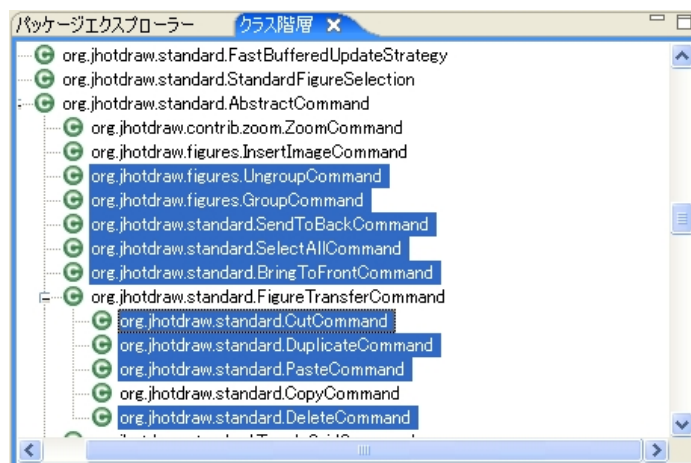 パッケージエクスプローラー クラス階層
org.jhotdraw.standard.FastBufferedUpdateStrategy
org.jhotdraw.standard.StandardFigureSelection
org.jhotdraw.standard.AbstractCommand
org.jhotdraw.contrib.zoom.ZoomCommand
org.jhotdraw.figures.InsertImageCommand
org.jhotdraw.figures.UngroupCommand
org.jhotdraw.figures.GroupCommand
org.jhotdraw.standard.SendToBackCommand
org.jhotdraw.standard.SelectAllCommand
org.jhotdraw.standard.BringToFrontCommand
org.jhotdraw.standard.FigureTransferCommand
org.jhotdraw.standard.CutCommand
org.jhotdraw.standard.DuplicateCommand
org.jhotdraw.standard.PasteCommand
org.jhotdraw.standard.CopyCommand
org.jhotdraw.standard.DeleteCommand